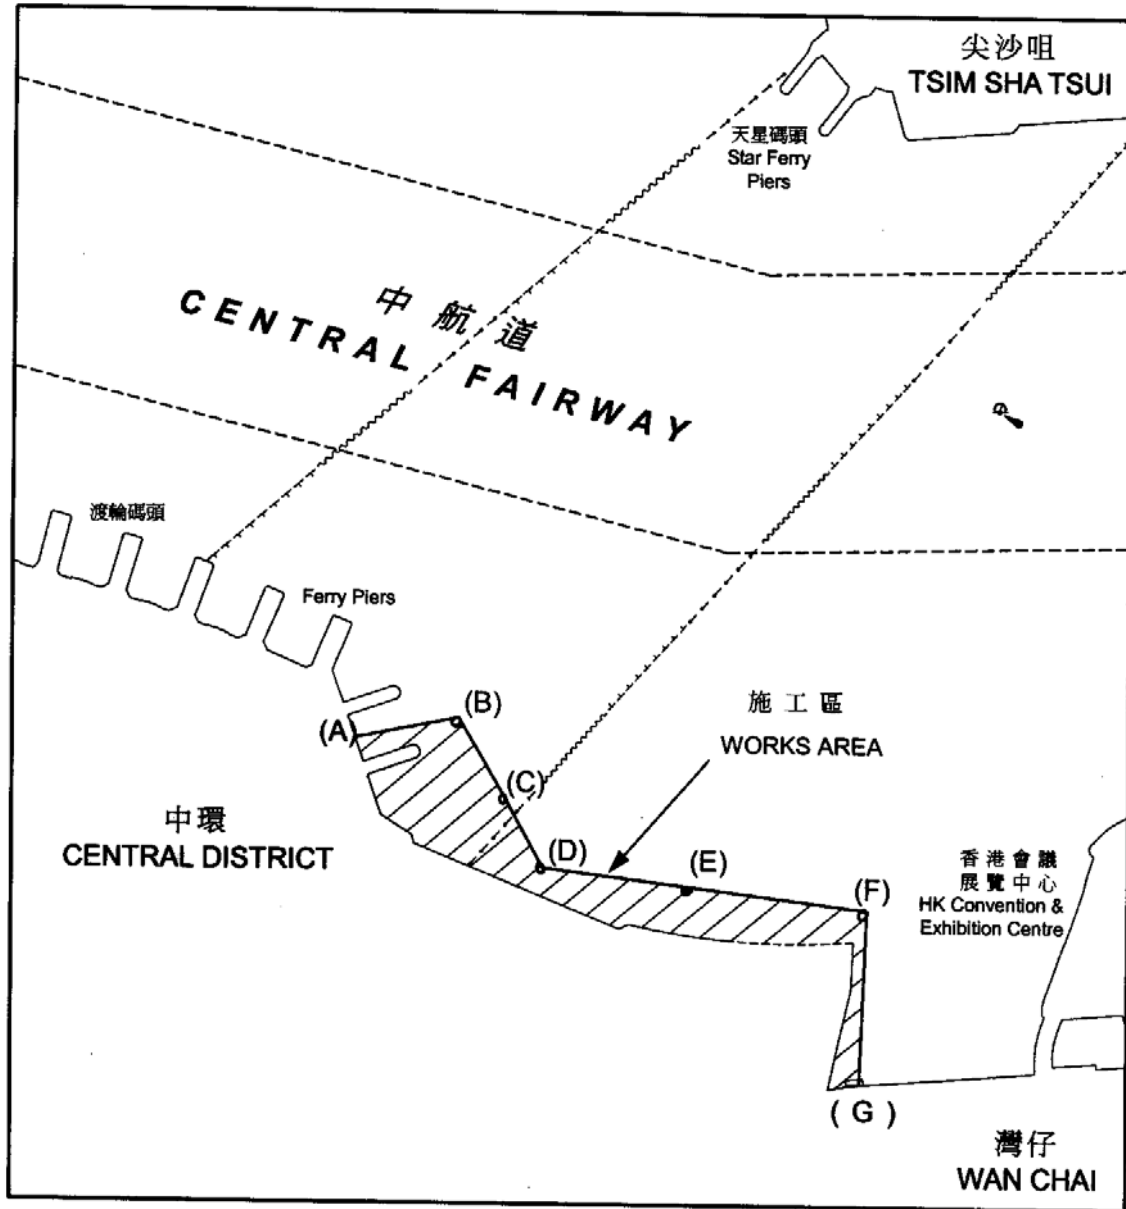 尖沙咀
TSIM SHA TSUI
天星碼頭
Star Ferry
Piers
中航道
CENTRAL FAIRWAY
渡輪碼頭
Ferry Piers
(A)
(B)
(C)
(D)
(E)
(F)
(G)
施工區
WORKS AREA
中環
CENTRAL DISTRICT
香港會議
展覽中心
HK Convention &
Exhibition Centre
灣仔
WAN CHAI